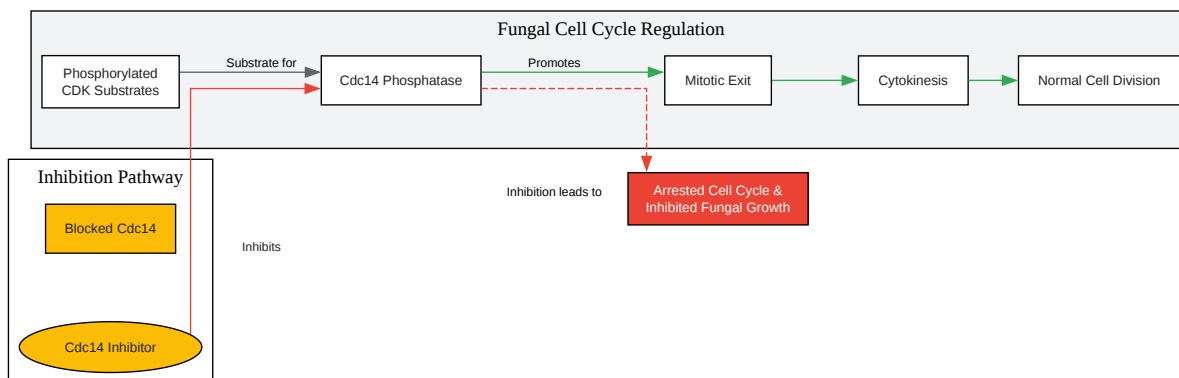 Fungal Cell Cycle Regulation
Phosphorylated
CDK Substrates
Substrate for
Cdc14 Phosphatase
Promotes
Mitotic Exit
Cytokinesis
Normal Cell Division
Inhibition Pathway
Blocked Cdc14
Inhibits
Cdc14 Inhibitor
Inhibition leads to
Arrested Cell Cycle &
Inhibited Fungal Growth